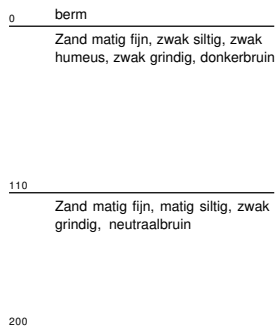 0 berm
Zand matig fijn, zwak siltig, zwak
humeus, zwak grindig, donkerbruin
110
Zand matig fijn, matig siltig, zwak
grindig, neutraalbruin
200